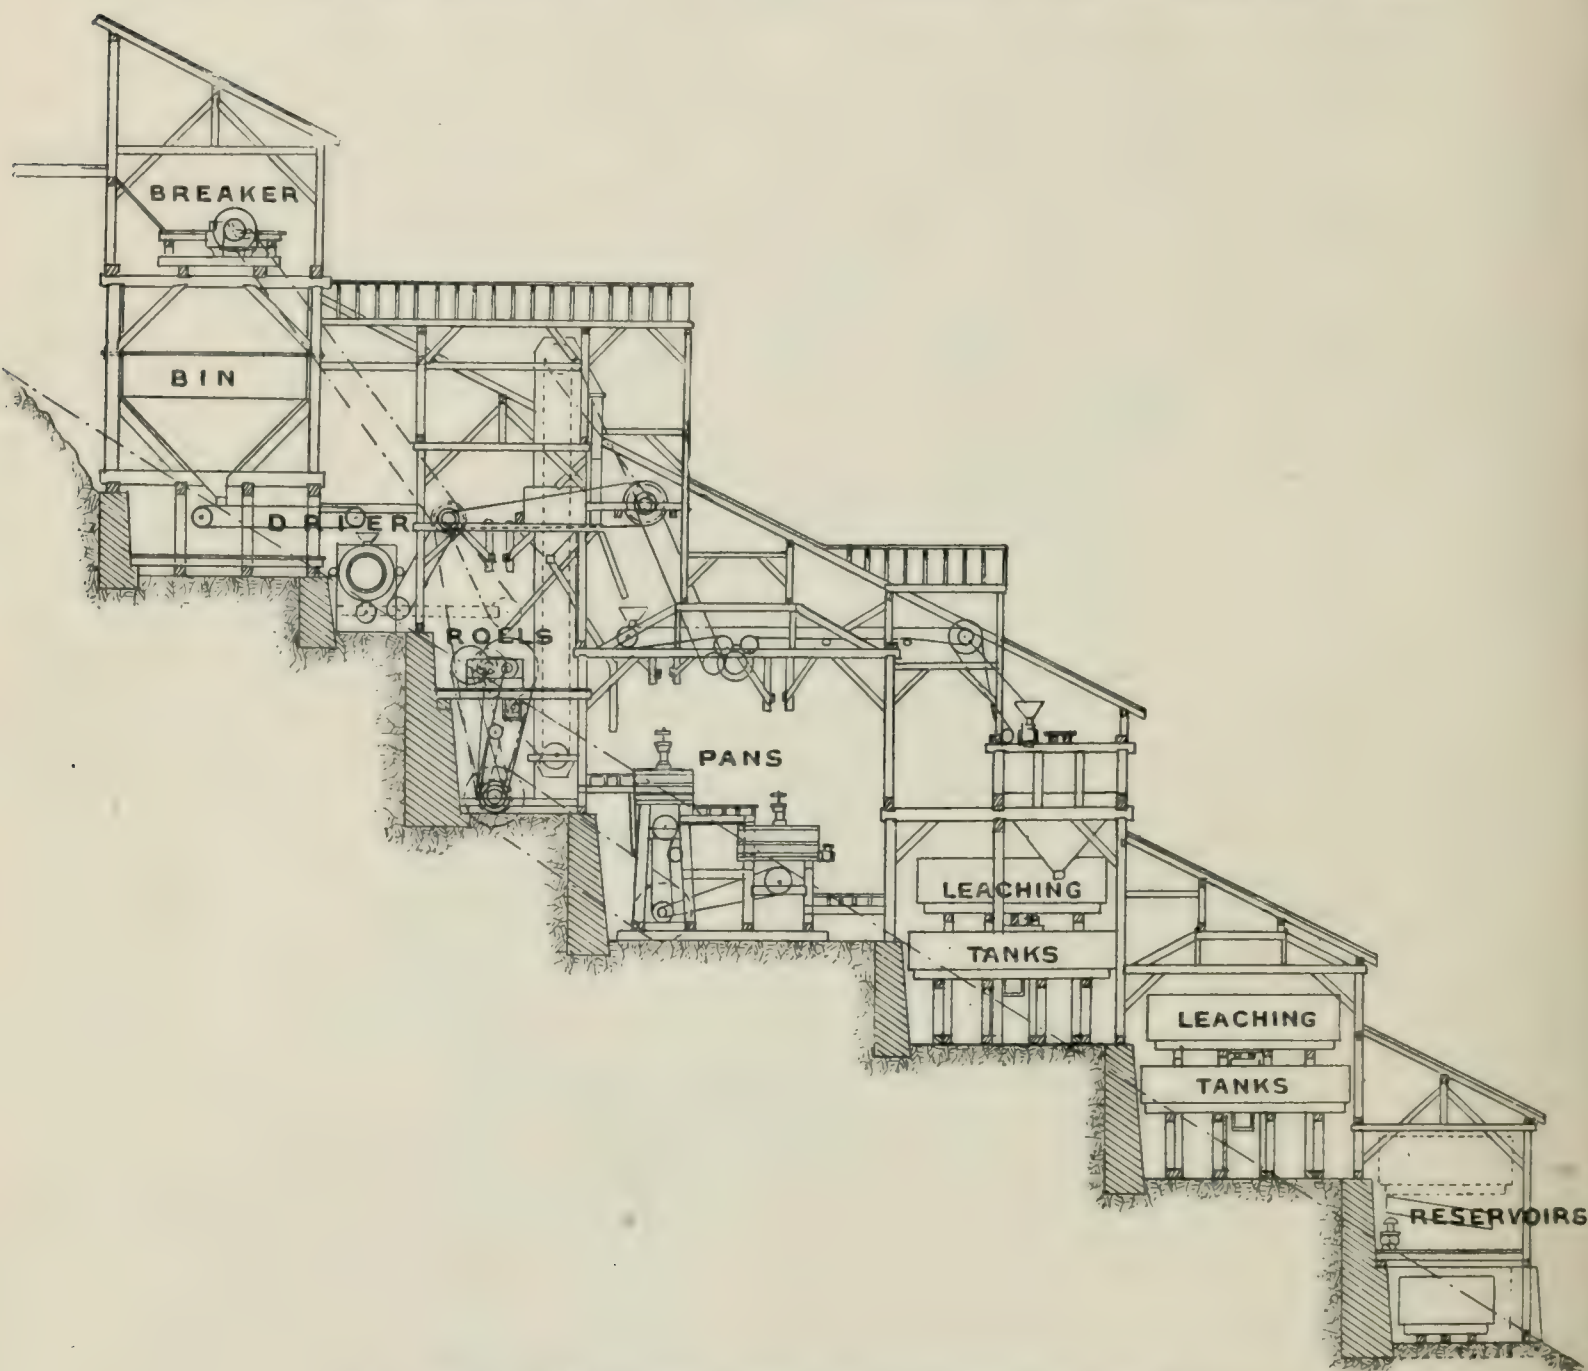 BREAKER
BIN
DRIER
ROLLS
PANS
LEACHING
TANKS
LEACHING
TANKS
RESERVOIRS